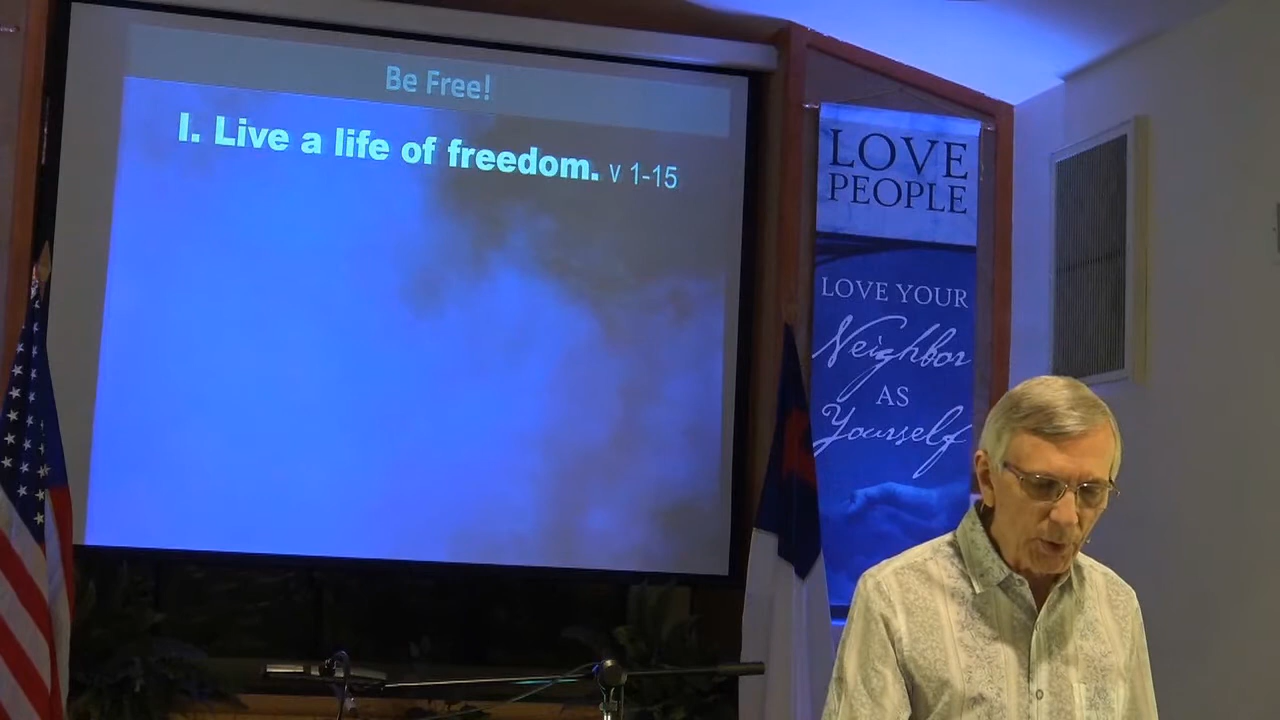 Be Free!
I. Live a life of freedom. v 1-15
LOVE
PEOPLE
LOVE YOUR
Neighbor
AS
Yourself